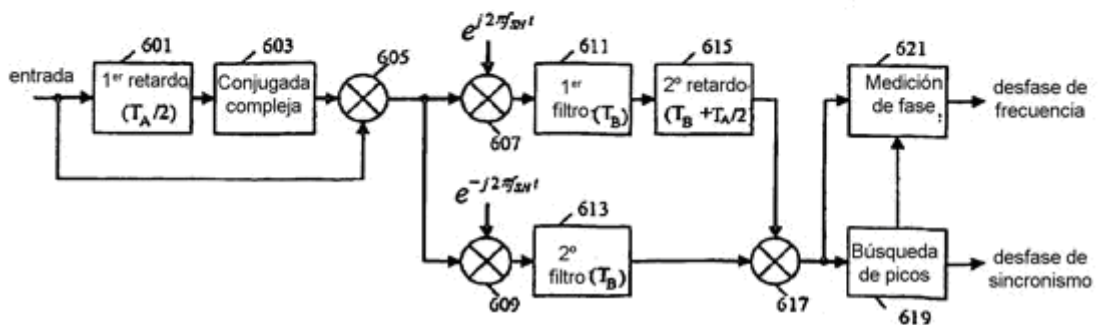 entrada
601
1er retardo
(TA/2)
603
Conjugada
compleja
605
e^j2πfSHt
607
611
1er
filtro (TB)
615
2º retardo
(TB + TA/2
621
Medición
de fase
desfase de
frecuencia
e^-j2πfSHt
609
613
2º
filtro (TB)
617
Búsqueda
de picos
619
desfase de
sincronismo